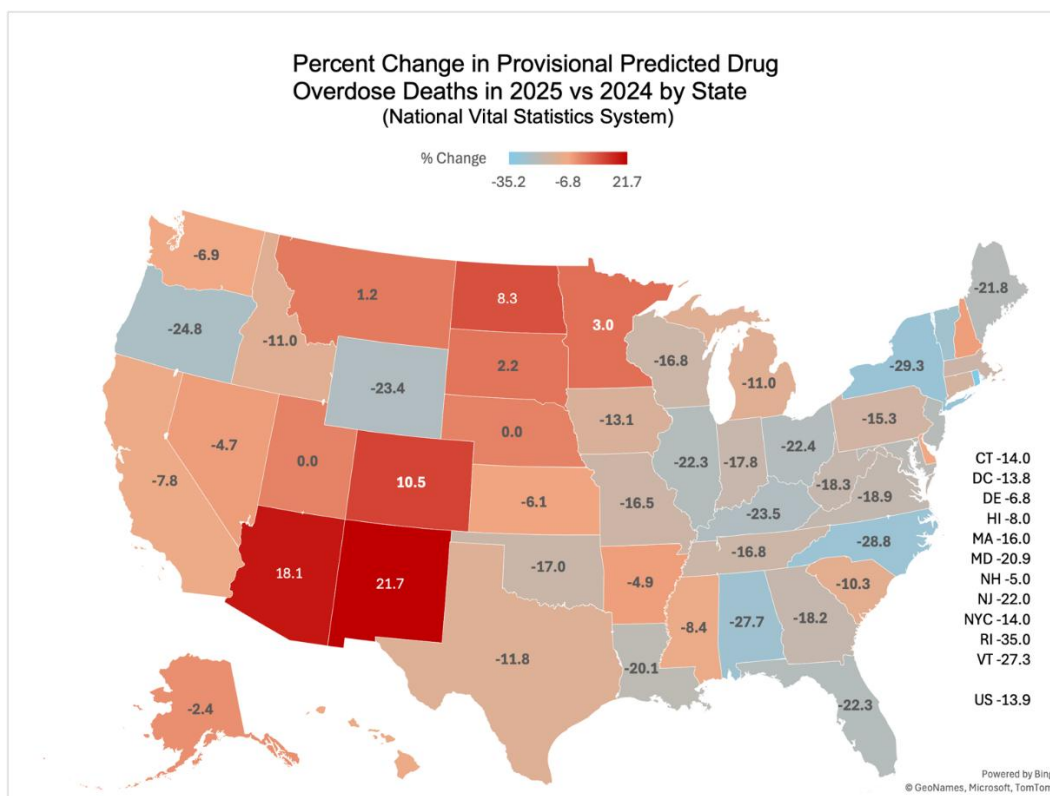 Percent Change in Provisional Predicted Drug
Overdose Deaths in 2025 vs 2024 by State
(National Vital Statistics System)
% Change
-35.2 -6.8 21.7
-6.9
1.2
8.3
3.0
-21.8
-24.8
-11.0
-23.4
2.2
-16.8
-11.0
-29.3
-7.8
-4.7
0.0
10.5
0.0
-13.1
-22.3
-17.8
-22.4
-15.3
-6.1
-16.5
-23.5
-18.3
-18.9
18.1
21.7
-17.0
-4.9
-16.8
-28.8
-11.8
-20.1
-8.4
-27.7
-18.2
-10.3
-22.3
-2.4
CT -14.0
DC -13.8
DE -6.8
HI -8.0
MA -16.0
MD -20.9
NH -5.0
NJ -22.0
NYC -14.0
RI -35.0
VT -27.3
US -13.9
Powered by Bing
© GeoNames, Microsoft, TomTom